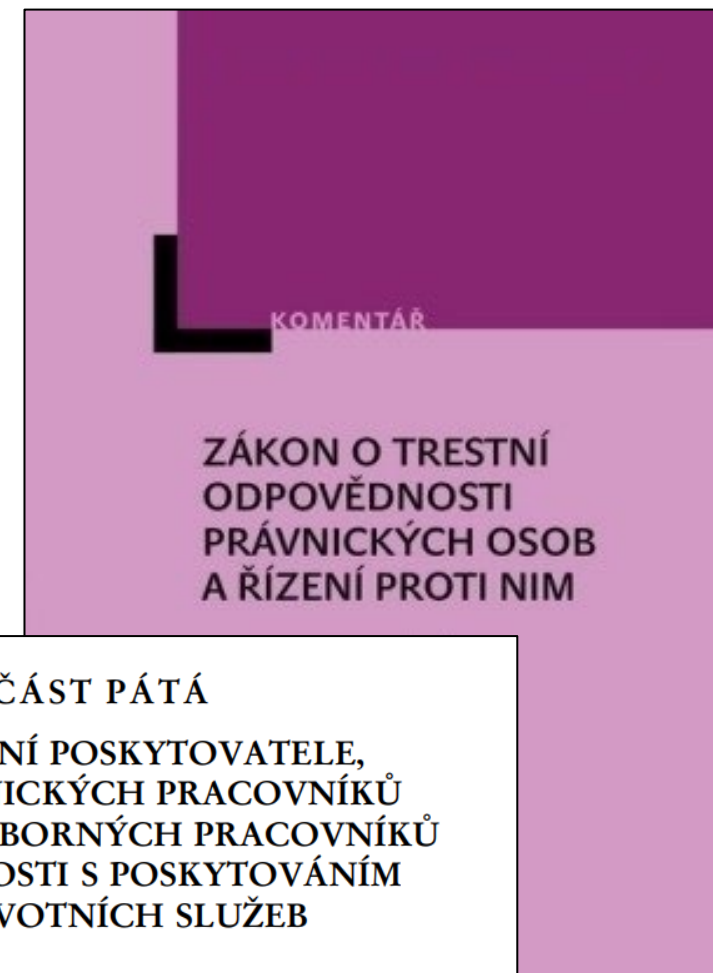 KOMENTÁŘ
ZÁKON O TRESTNÍ
ODPOVĚDNOSTI
PRÁVNICKÝCH OSOB
A ŘÍZENÍ PROTI NIM
ČÁST PÁTÁ
NÍ POSKYTOVATELE,
NICKÝCH PRACOVNÍKŮ
BORNÝCH PRACOVNÍKŮ
OSTI S POSKYTOVÁNÍM
VOTNÍCH SLUŽEB